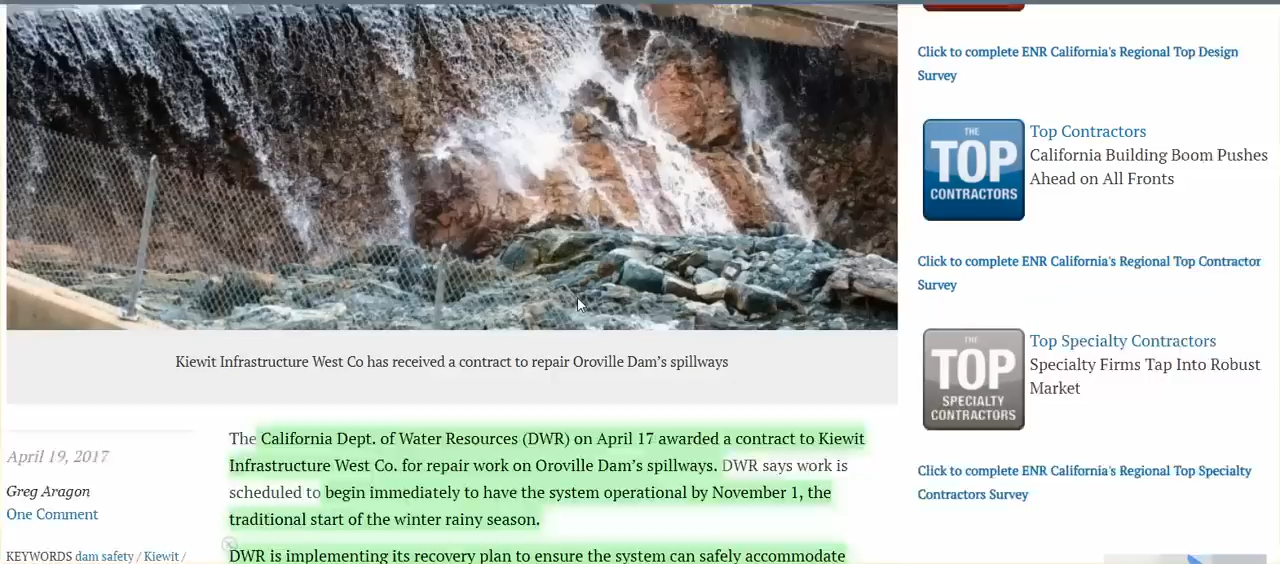 Kiewit Infrastructure West Co has received a contract to repair Oroville Dam's spillways
April 19, 2017
Greg Aragon
One Comment
KEYWORDS dam safety / Kiewit /
The California Dept. of Water Resources (DWR) on April 17 awarded a contract to Kiewit
Infrastructure West Co. for repair work on Oroville Dam's spillways. DWR says work is
scheduled to begin immediately to have the system operational by November 1, the
traditional start of the winter rainy season.
DWR is implementing its recovery plan to ensure the system can safely accommodate
Click to complete ENR California's Regional Top Design
Survey
THE
TOP
CONTRACTORS
Top Contractors
California Building Boom Pushes
Ahead on All Fronts
Click to complete ENR California's Regional Top Contractor
Survey
THE
TOP
SPECIALTY
CONTRACTORS
Top Specialty Contractors
Specialty Firms Tap Into Robust
Market
Click to complete ENR California's Regional Top Specialty
Contractors Survey